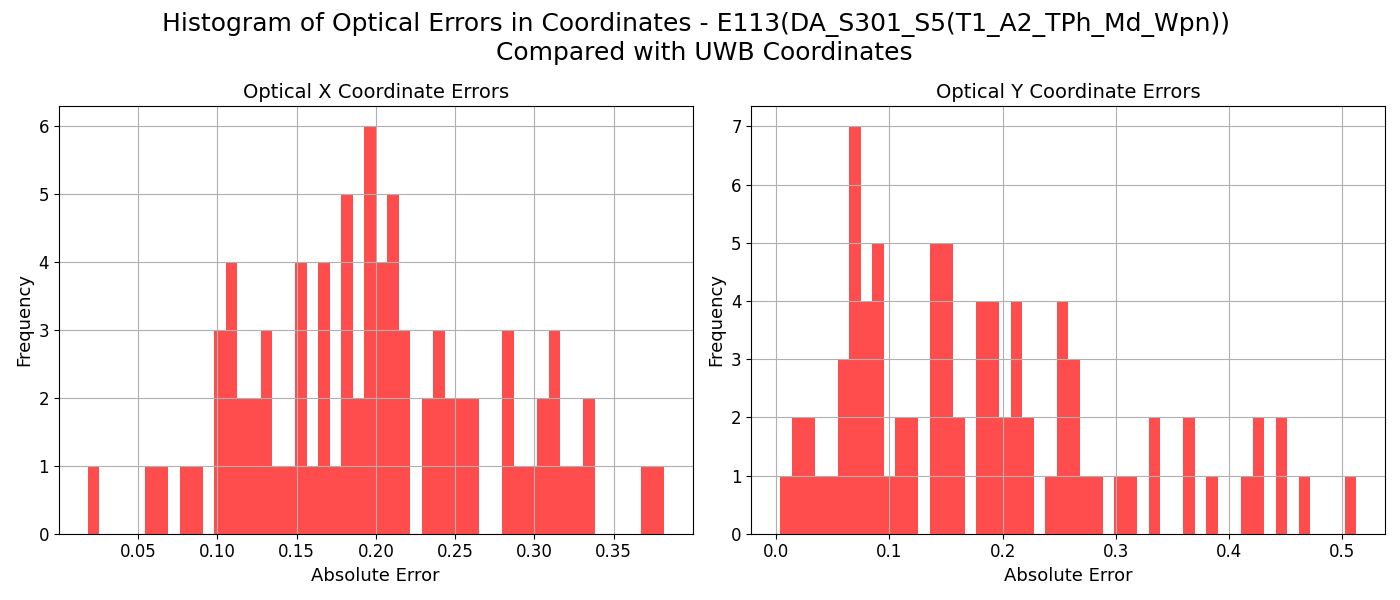 Histogram of Optical Errors in Coordinates - E113(DA_S301_S5(T1_A2_TPh_Md_Wpn))
Compared with UWB Coordinates
Optical X Coordinate Errors
6
5
4
3
2
1
0
Frequency
0.05 0.10 0.15 0.20 0.25 0.30 0.35
Absolute Error
Optical Y Coordinate Errors
7
6
5
4
3
2
1
0
Frequency
0.0 0.1 0.2 0.3 0.4 0.5
Absolute Error